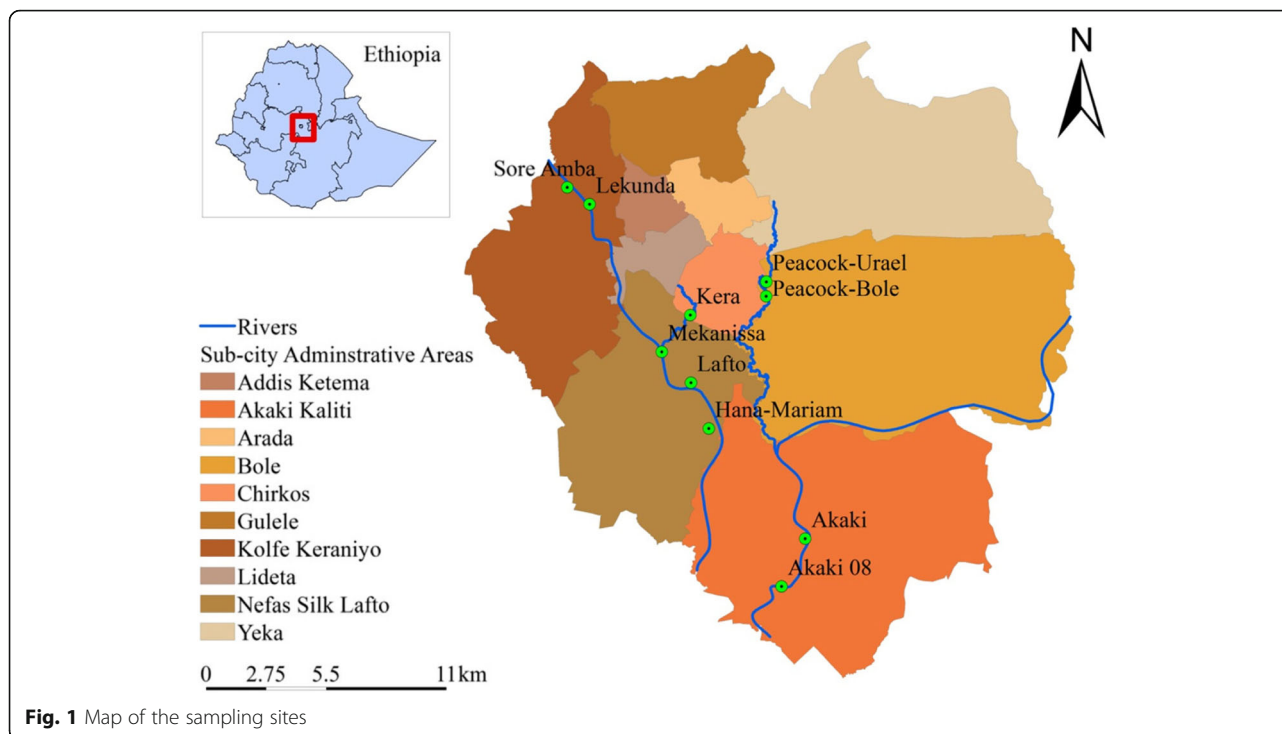 Ethiopia
N
Sore Amba
Lekunda
Peacock-Urael
Peacock-Bole
Kera
Mekanissa
Lafto
Hana-Mariam
Akaki
Akaki 08
Rivers
Sub-city Adminstrative Areas
Addis Ketema
Akaki Kaliti
Arada
Bole
Chirkos
Gulele
Kolfe Keraniyo
Lideta
Nefas Silk Lafto
Yeka
0 2.75 5.5 11km
Fig. 1 Map of the sampling sites